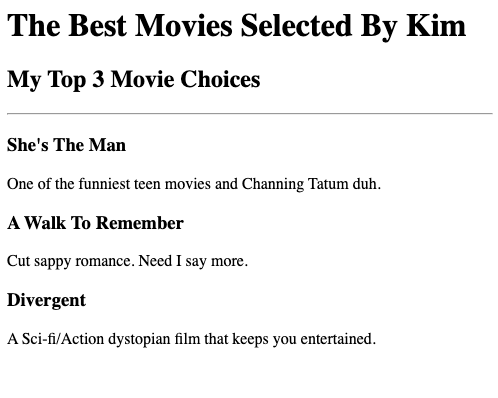 The Best Movies Selected By Kim
My Top 3 Movie Choices
She's The Man
One of the funniest teen movies and Channing Tatum duh.
A Walk To Remember
Cut sappy romance. Need I say more.
Divergent
A Sci-fi/Action dystopian film that keeps you entertained.